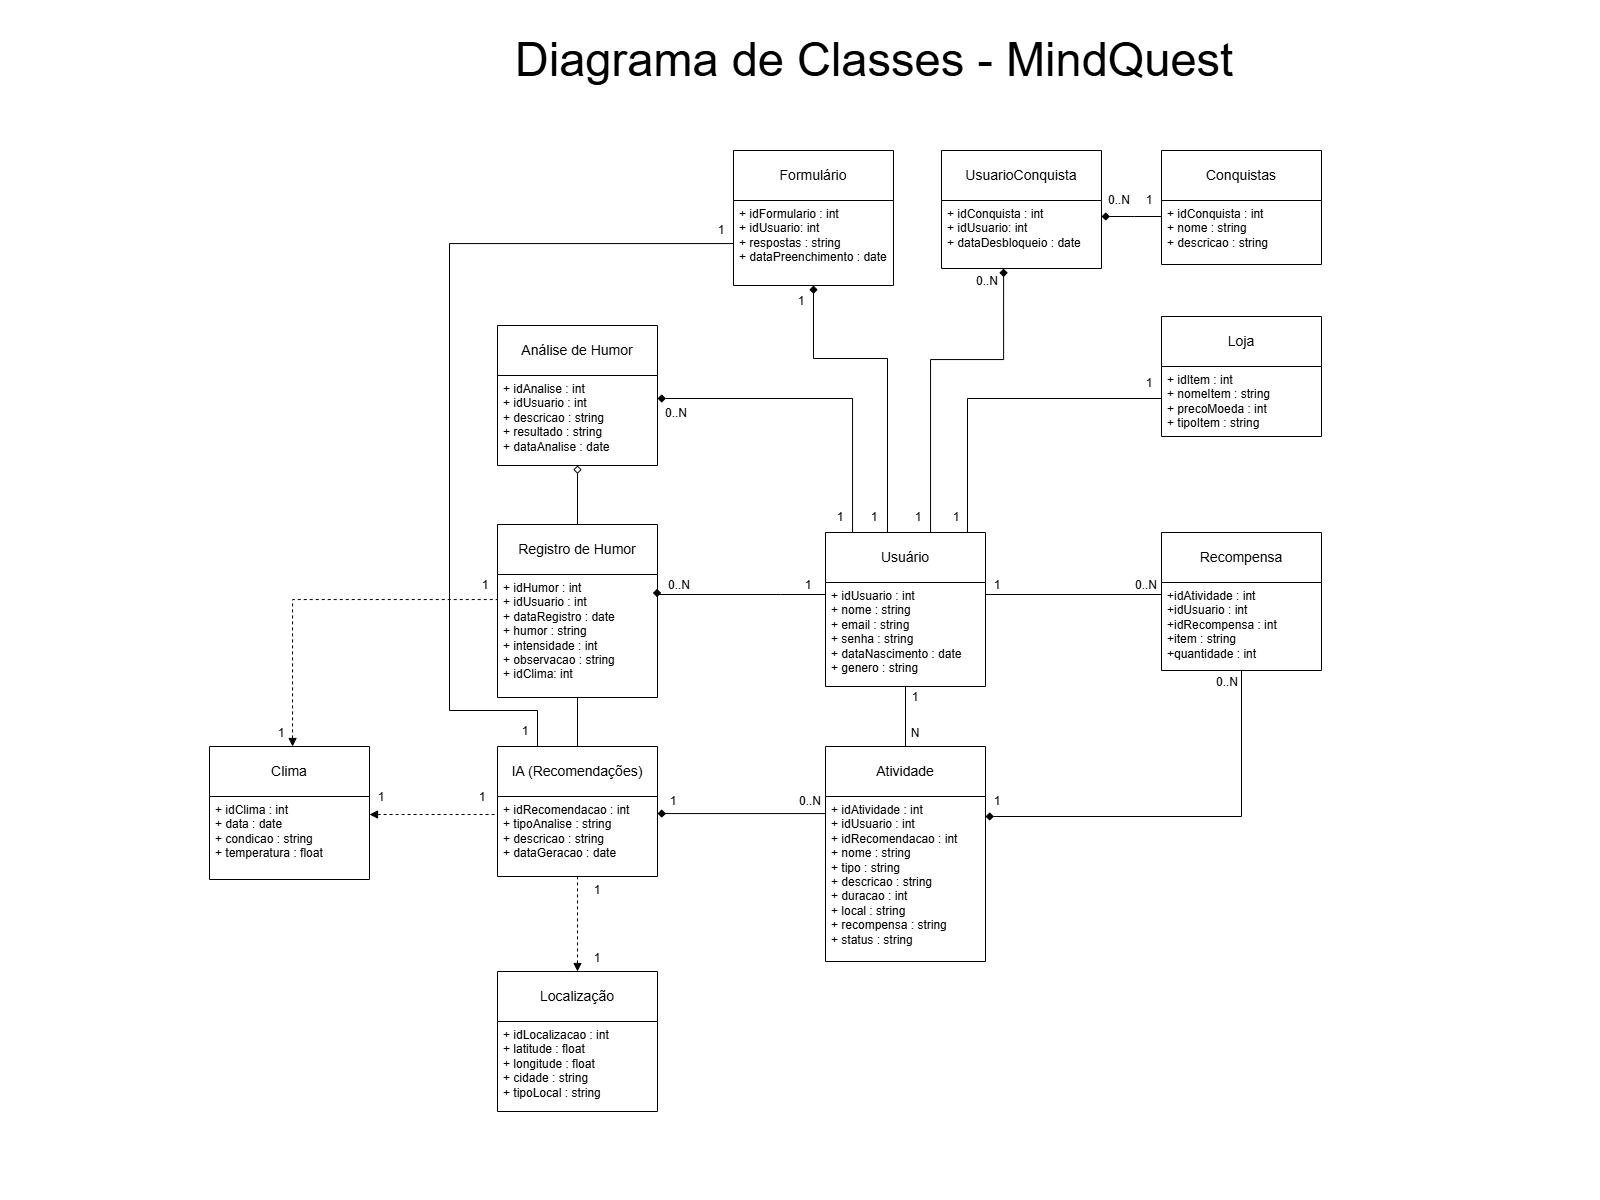 Diagrama de Classes - MindQuest
Formulário
+ idFormulario : int
+ idUsuario: int
+ respostas : string
+ dataPreenchimento : date
1
1
UsuarioConquista
+ idConquista : int
+ idUsuario: int
+ dataDesbloqueio : date
0..N
1
0..N
Conquistas
+ idConquista : int
+ nome : string
+ descricao : string
Análise de Humor
+ idAnalise : int
+ idUsuario : int
+ descricao : string
+ resultado : string
+ dataAnalise : date
0..N
Loja
+ idItem : int
+ nomeItem : string
+ precoMoeda : int
+ tipoItem : string
1
1
1
1
1
Registro de Humor
+ idHumor : int
+ idUsuario : int
+ dataRegistro : date
+ humor : string
+ intensidade : int
+ observacao : string
+ idClima: int
1
0..N
1
Usuário
+ idUsuario : int
+ nome : string
+ email : string
+ senha : string
+ dataNascimento : date
+ genero : string
1
0..N
Recompensa
+idAtividade : int
+idUsuario : int
+idRecompensa : int
+item : string
+quantidade : int
0..N
1
N
1
1
Clima
+ idClima : int
+ data : date
+ condicao : string
+ temperatura : float
1
1
IA (Recomendações)
+ idRecomendacao : int
+ tipoAnalise : string
+ descricao : string
+ dataGeracao : date
1
0..N
Atividade
+ idAtividade : int
+ idUsuario : int
+ idRecomendacao : int
+ nome : string
+ tipo : string
+ descricao : string
+ duracao : int
+ local : string
+ recompensa : string
+ status : string
1
1
1
Localização
+ idLocalizacao : int
+ latitude : float
+ longitude : float
+ cidade : string
+ tipoLocal : string